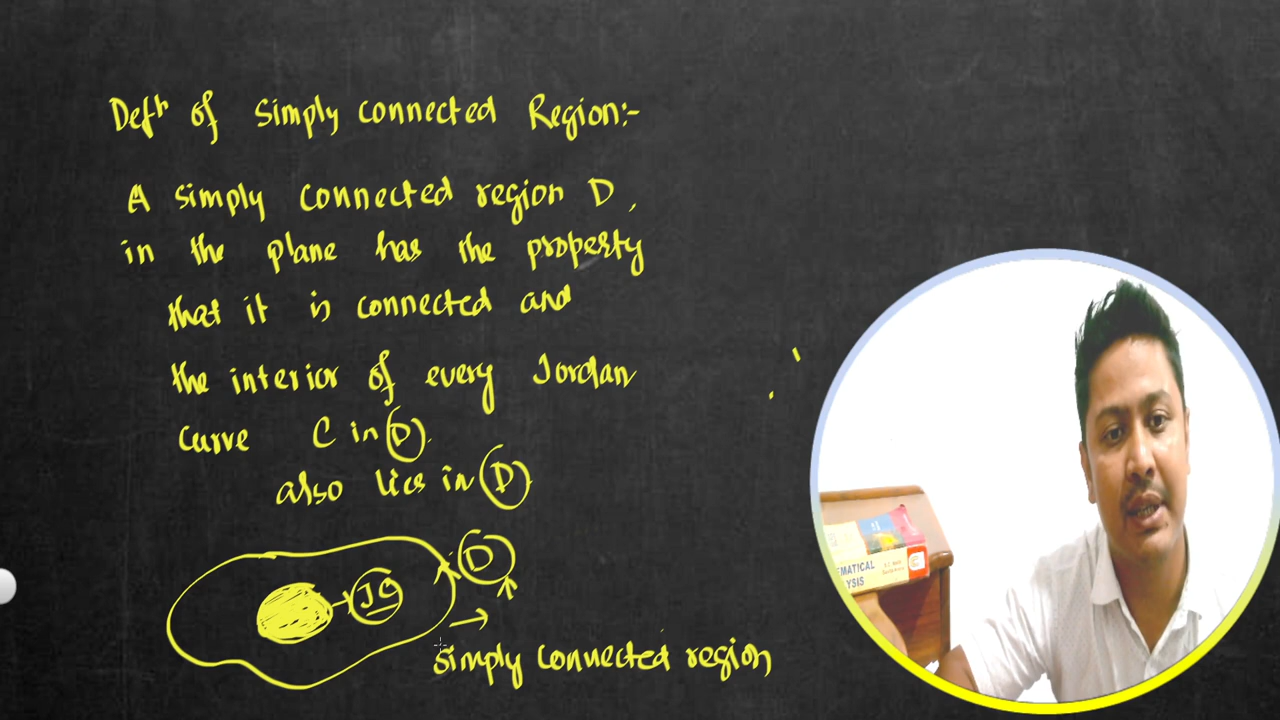 Defn of Simply Connected Region:-
A simply connected region D,
in the plane has the property
that it is connected and
the interior of every Jordan
curve C in D.
also lies in D.
D
JC
simply connected region
MATICAL
YSIS